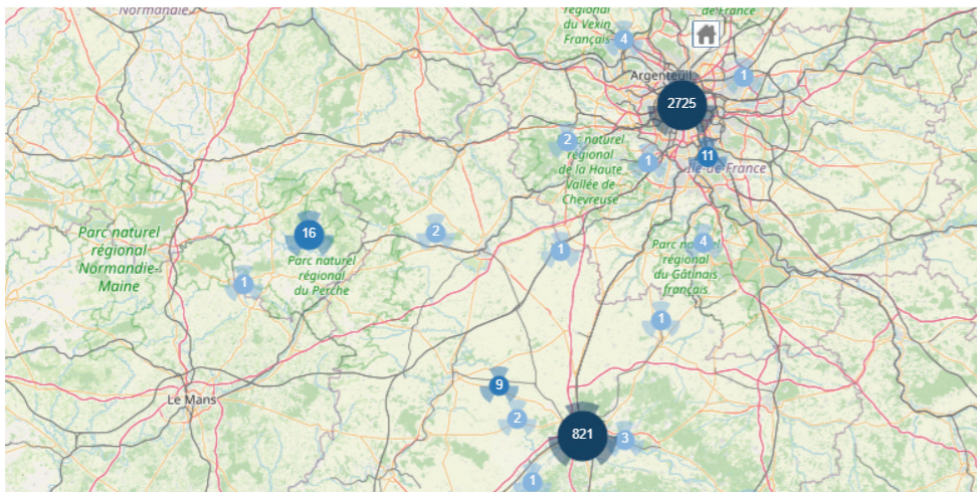 Normandie
régional
du Vexin
Français
de-France
4
Argenteuil
1
2725
2
Parc naturel
régional
de la Haute
Vallée de
Chevreuse
1
11
Île-de-France
Parc naturel
régional
Normandie-
Maine
16
Parc naturel
régional
du Perche
2
1
1
4
Parc naturel
régional
du Gâtinais
français
1
Le Mans
9
2
821
3
1